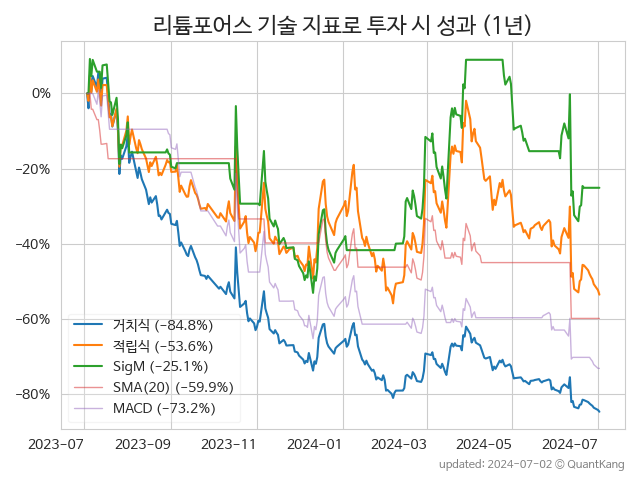 리튬포어스 기술 지표로 투자 시 성과 (1년)
0%
−20%
−40%
−60%
−80%
거치식 (−84.8%)
적립식 (−53.6%)
SigM (−25.1%)
SMA(20) (−59.9%)
MACD (−73.2%)
2023-07 2023-09 2023-11 2024-01 2024-03 2024-05 2024-07
updated: 2024-07-02 © QuantKang